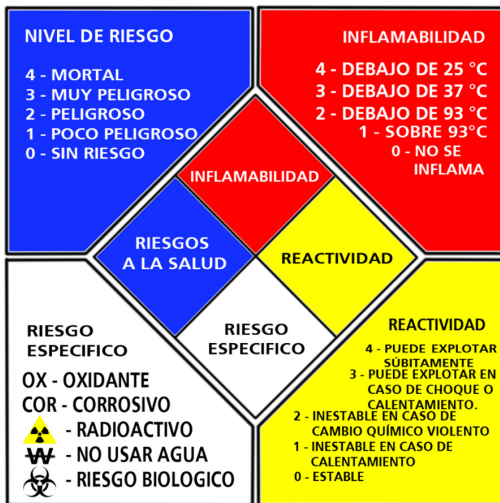 NIVEL DE RIESGO
4 - MORTAL
3 - MUY PELIGROSO
2 - PELIGROSO
1 - POCO PELIGROSO
0 - SIN RIESGO
INFLAMABILIDAD
4 - DEBAJO DE 25 °C
3 - DEBAJO DE 37 °C
2 - DEBAJO DE 93 °C
1 - SOBRE 93°C
0 - NO SE
INFLAMA
INFLAMABILIDAD
RIESGOS
A LA SALUD
REACTIVIDAD
RIESGO
ESPECIFICO
RIESGO
ESPECIFICO
OX - OXIDANTE
COR - CORROSIVO
- RADIOACTIVO
W - NO USAR AGUA
- RIESGO BIOLOGICO
REACTIVIDAD
4 - PUEDE EXPLOTAR
SÚBITAMENTE
3 - PUEDE EXPLOTAR EN
CASO DE CHOQUE O
CALENTAMIENTO.
2 - INESTABLE EN CASO DE
CAMBIO QUÍMICO VIOLENTO
1 - INESTABLE EN CASO DE
CALENTAMIENTO
0 - ESTABLE